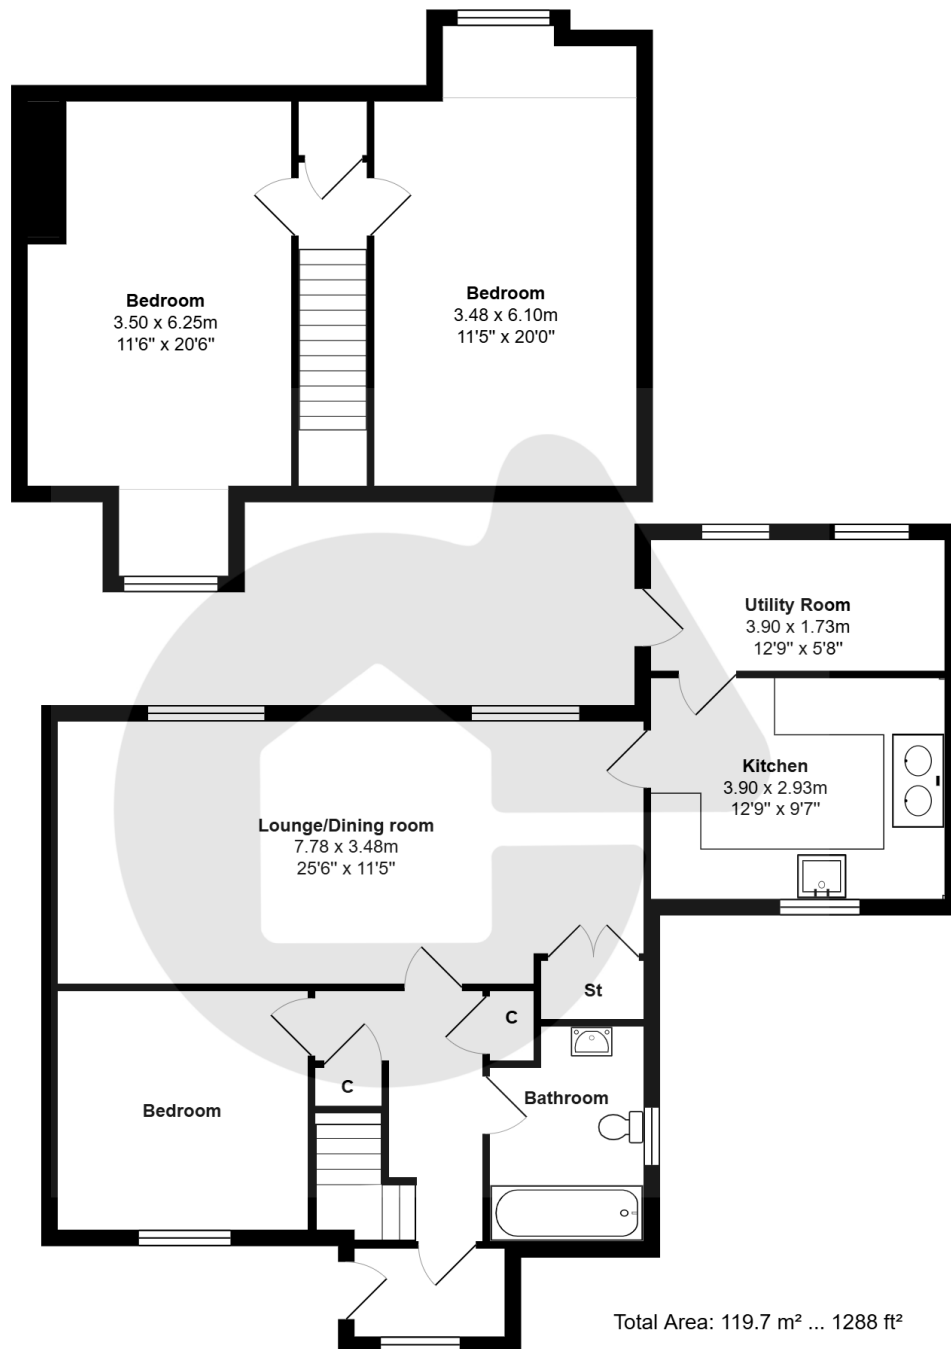 Bedroom
3.50 x 6.25m
11'6" x 20'6"
Bedroom
3.48 x 6.10m
11'5" x 20'0"
Utility Room
3.90 x 1.73m
12'9" x 5'8"
Kitchen
3.90 x 2.93m
12'9" x 9'7"
Lounge/Dining room
7.78 x 3.48m
25'6" x 11'5"
St
C
C
Bathroom
Bedroom
Total Area: 119.7 m² ... 1288 ft²